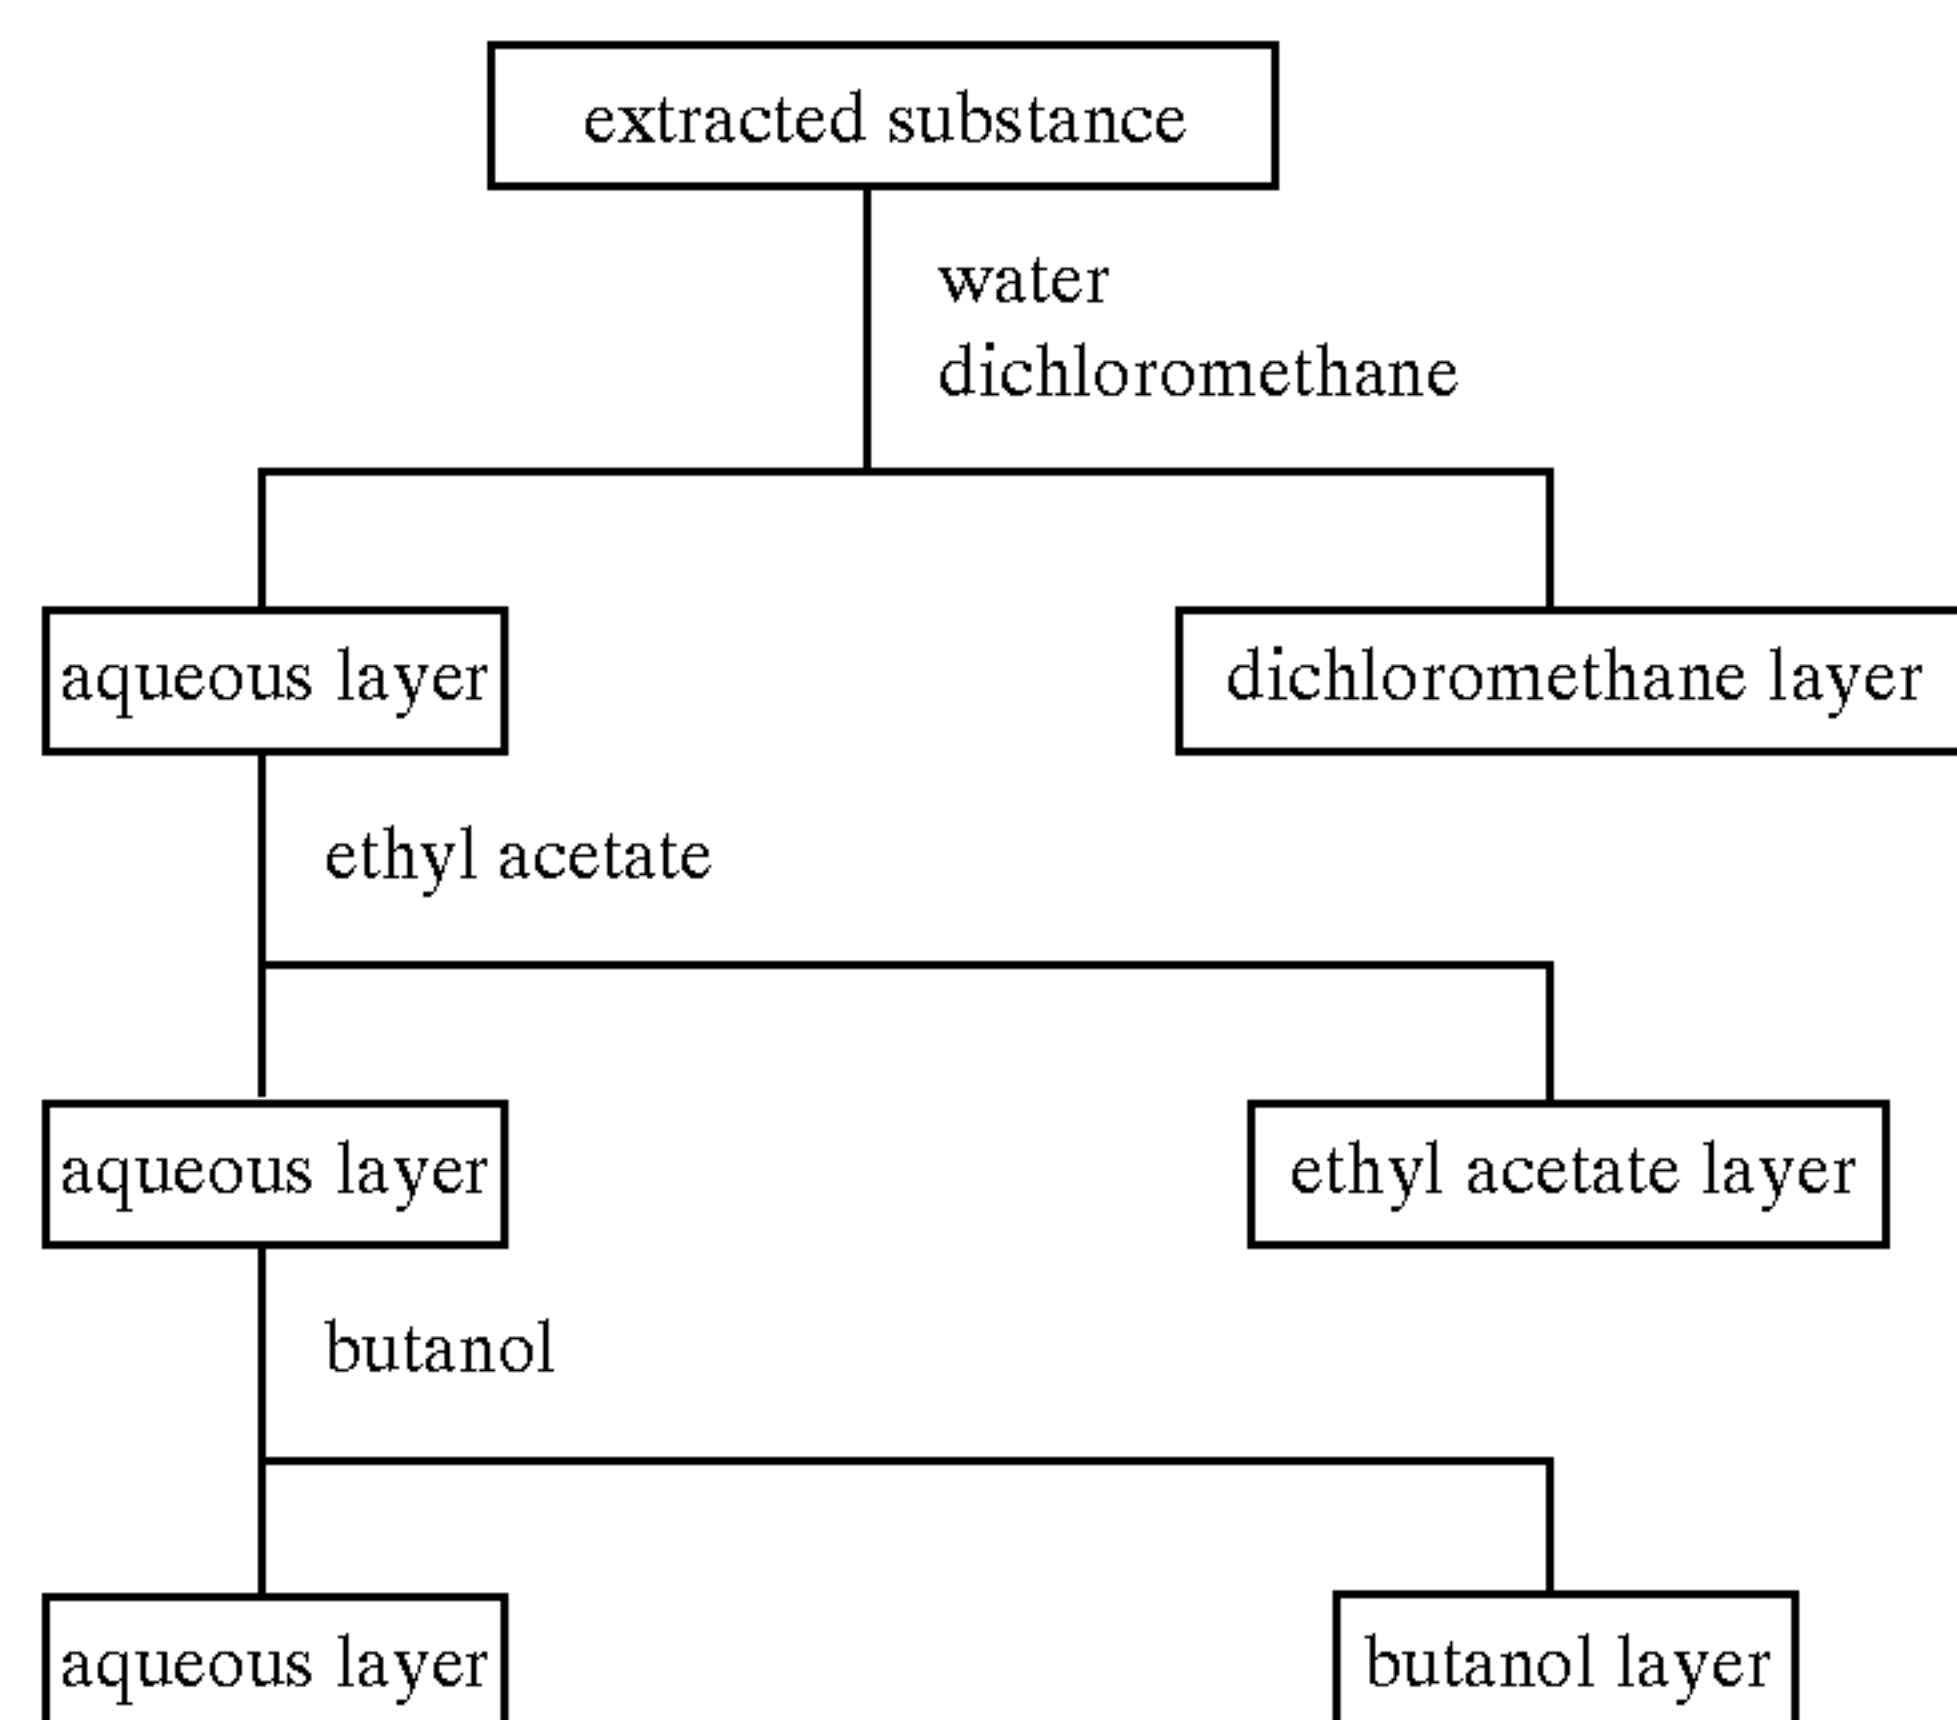 extracted substance
water
dichloromethane
aqueous layer
dichloromethane layer
ethyl acetate
aqueous layer
ethyl acetate layer
butanol
aqueous layer
butanol layer